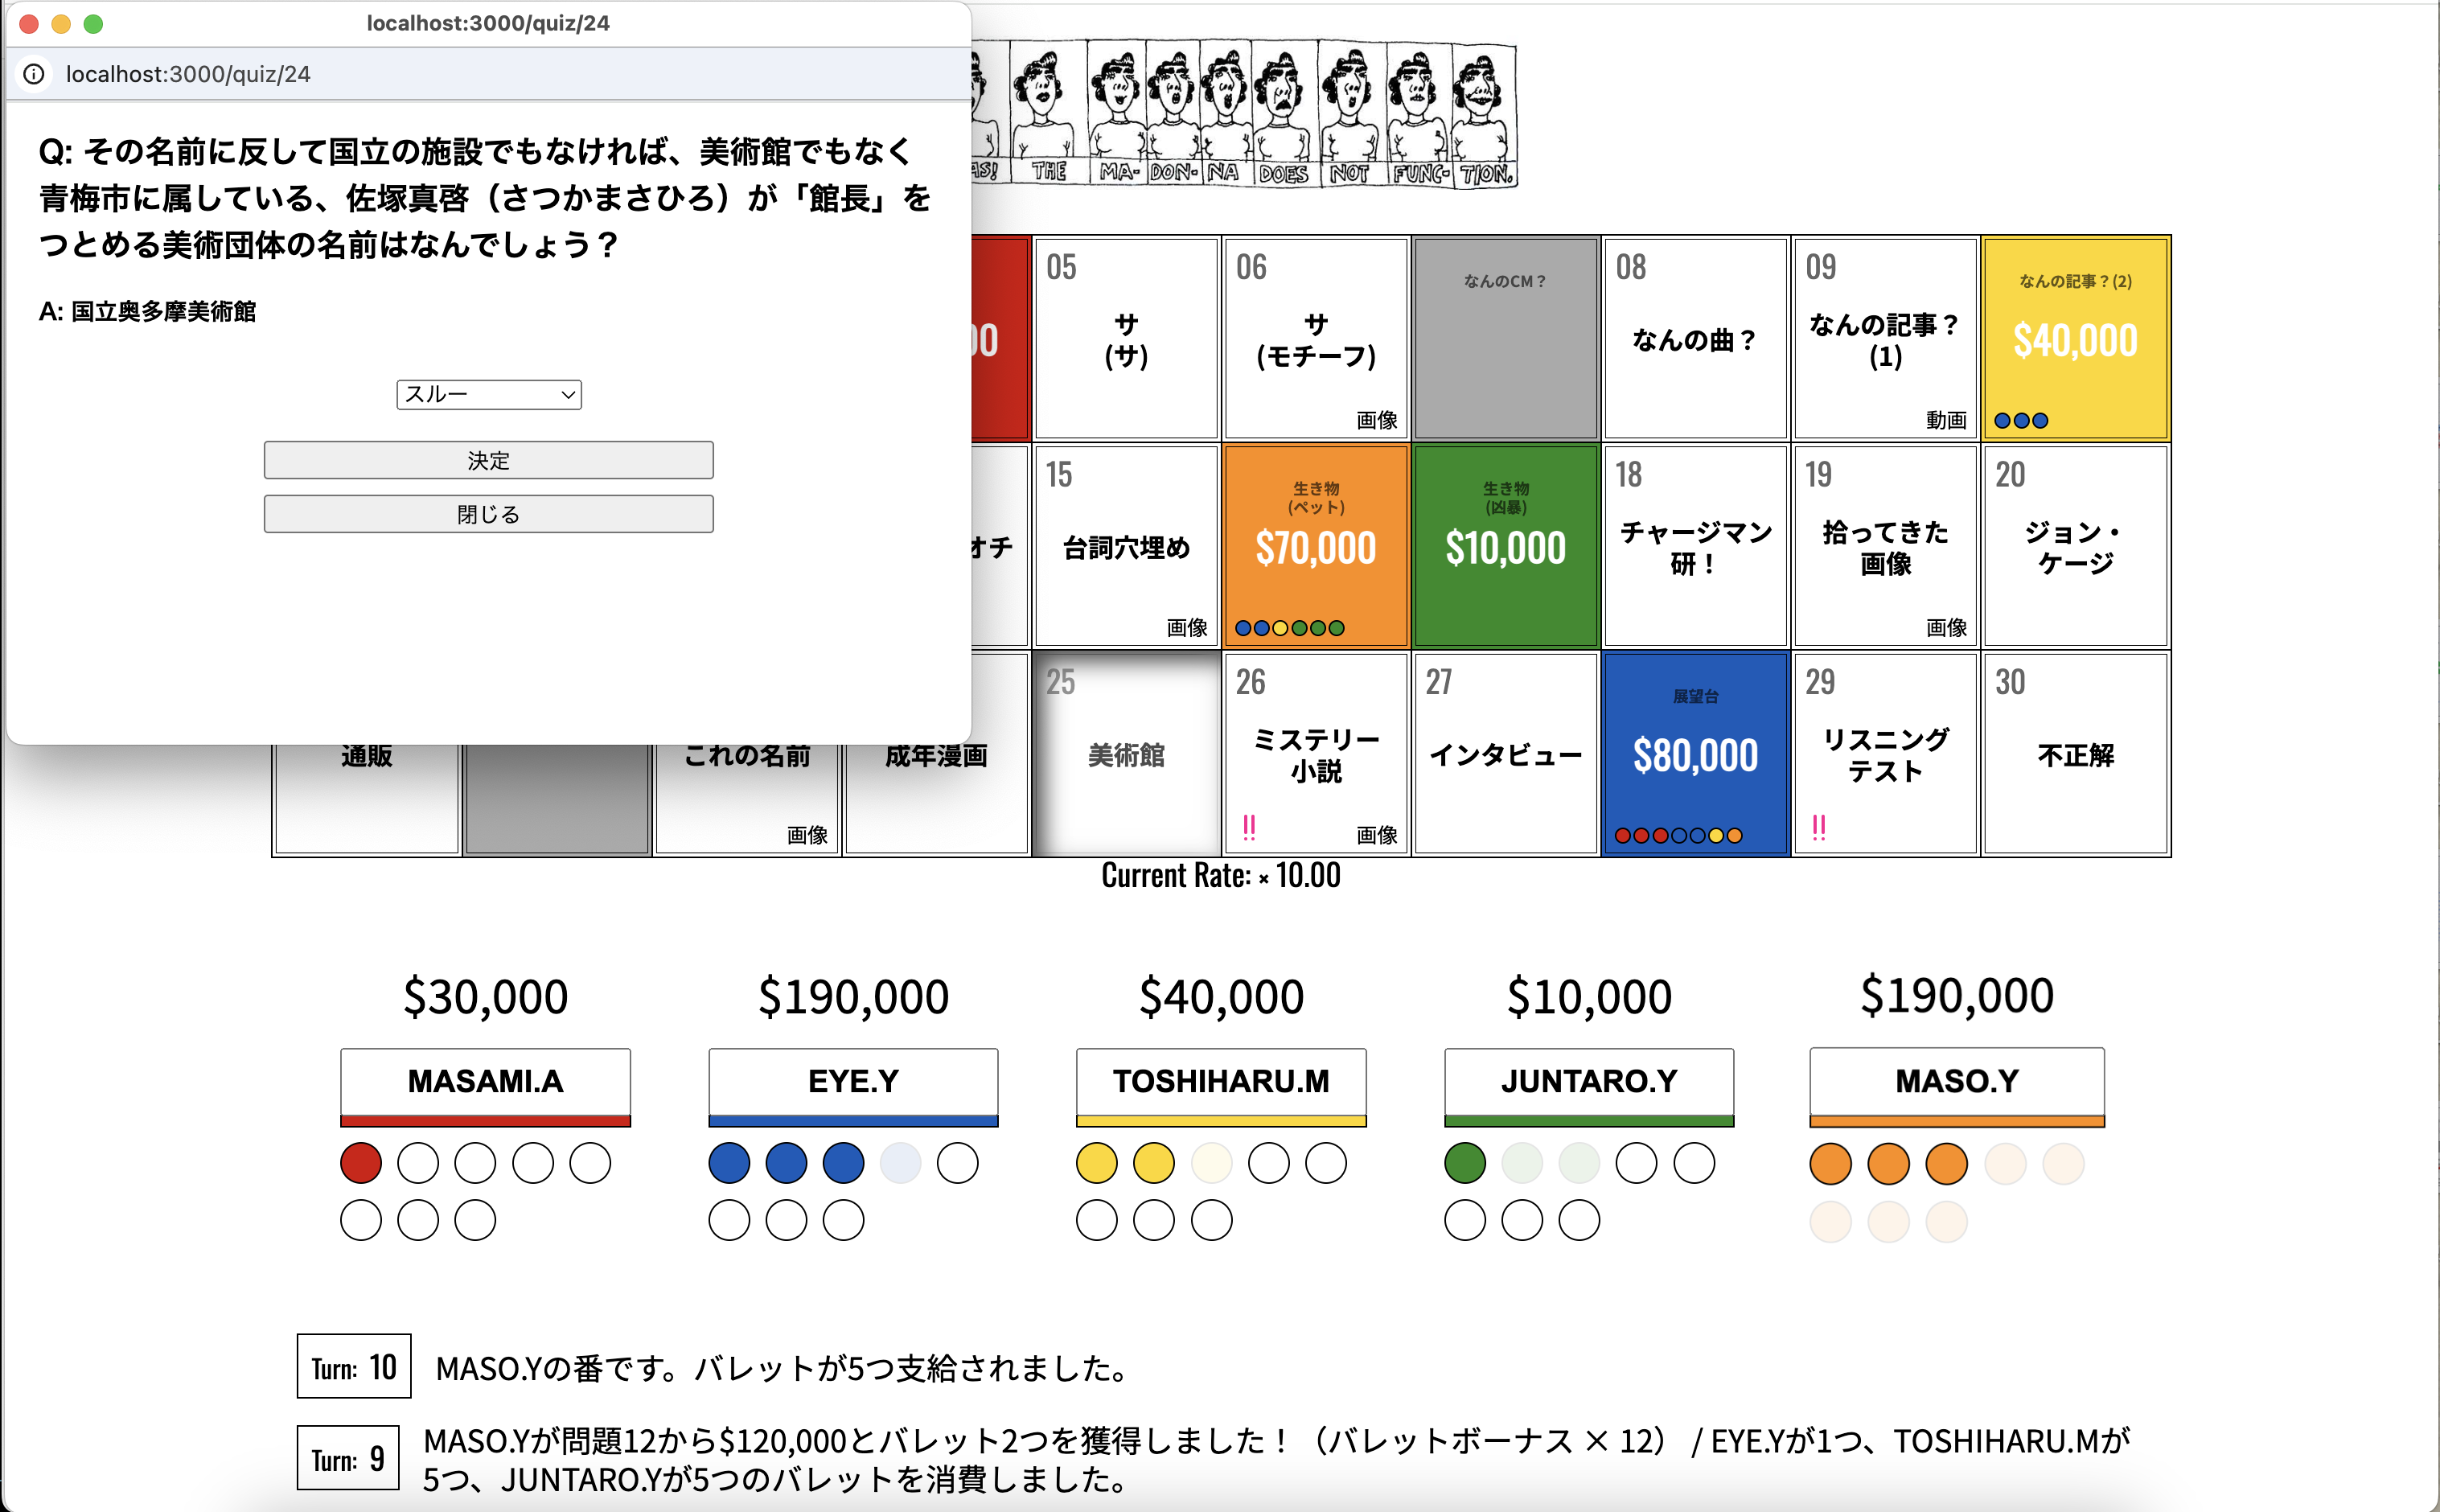 localhost:3000/quiz/24
localhost:3000/quiz/24
Q: その名前に反して国立の施設でもなければ、美術館でもなく
青梅市に属している、佐塚真啓（さつかまさひろ）が「館長」を
つとめる美術団体の名前はなんでしょう？
A: 国立奥多摩美術館
スルー
決定
閉じる
AS! THE MA- DON- NA DOES NOT FUNC- TION.
05
サ
(サ)
06
サ
(モチーフ)
画像
なんのCM？
08
なんの曲？
09
なんの記事？
(1)
動画
なんの記事？(2)
$40,000
オチ
15
台詞穴埋め
画像
生き物
(ペット)
$70,000
生き物
(凶暴)
$10,000
18
チャージマン
研！
19
拾ってきた
画像
画像
20
ジョン・
ケージ
通販
これの名前
画像
成年漫画
25
美術館
26
ミステリー
小説
!!
画像
27
インタビュー
展望台
$80,000
29
リスニング
テスト
!!
30
不正解
Current Rate: × 10.00
$30,000
MASAMI.A
$190,000
EYE.Y
$40,000
TOSHIHARU.M
$10,000
JUNTARO.Y
$190,000
MASO.Y
Turn: 10
MASO.Yの番です。バレットが5つ支給されました。
Turn: 9
MASO.Yが問題12から$120,000とバレット2つを獲得しました！（バレットボーナス × 12） / EYE.Yが1つ、TOSHIHARU.Mが
5つ、JUNTARO.Yが5つのバレットを消費しました。